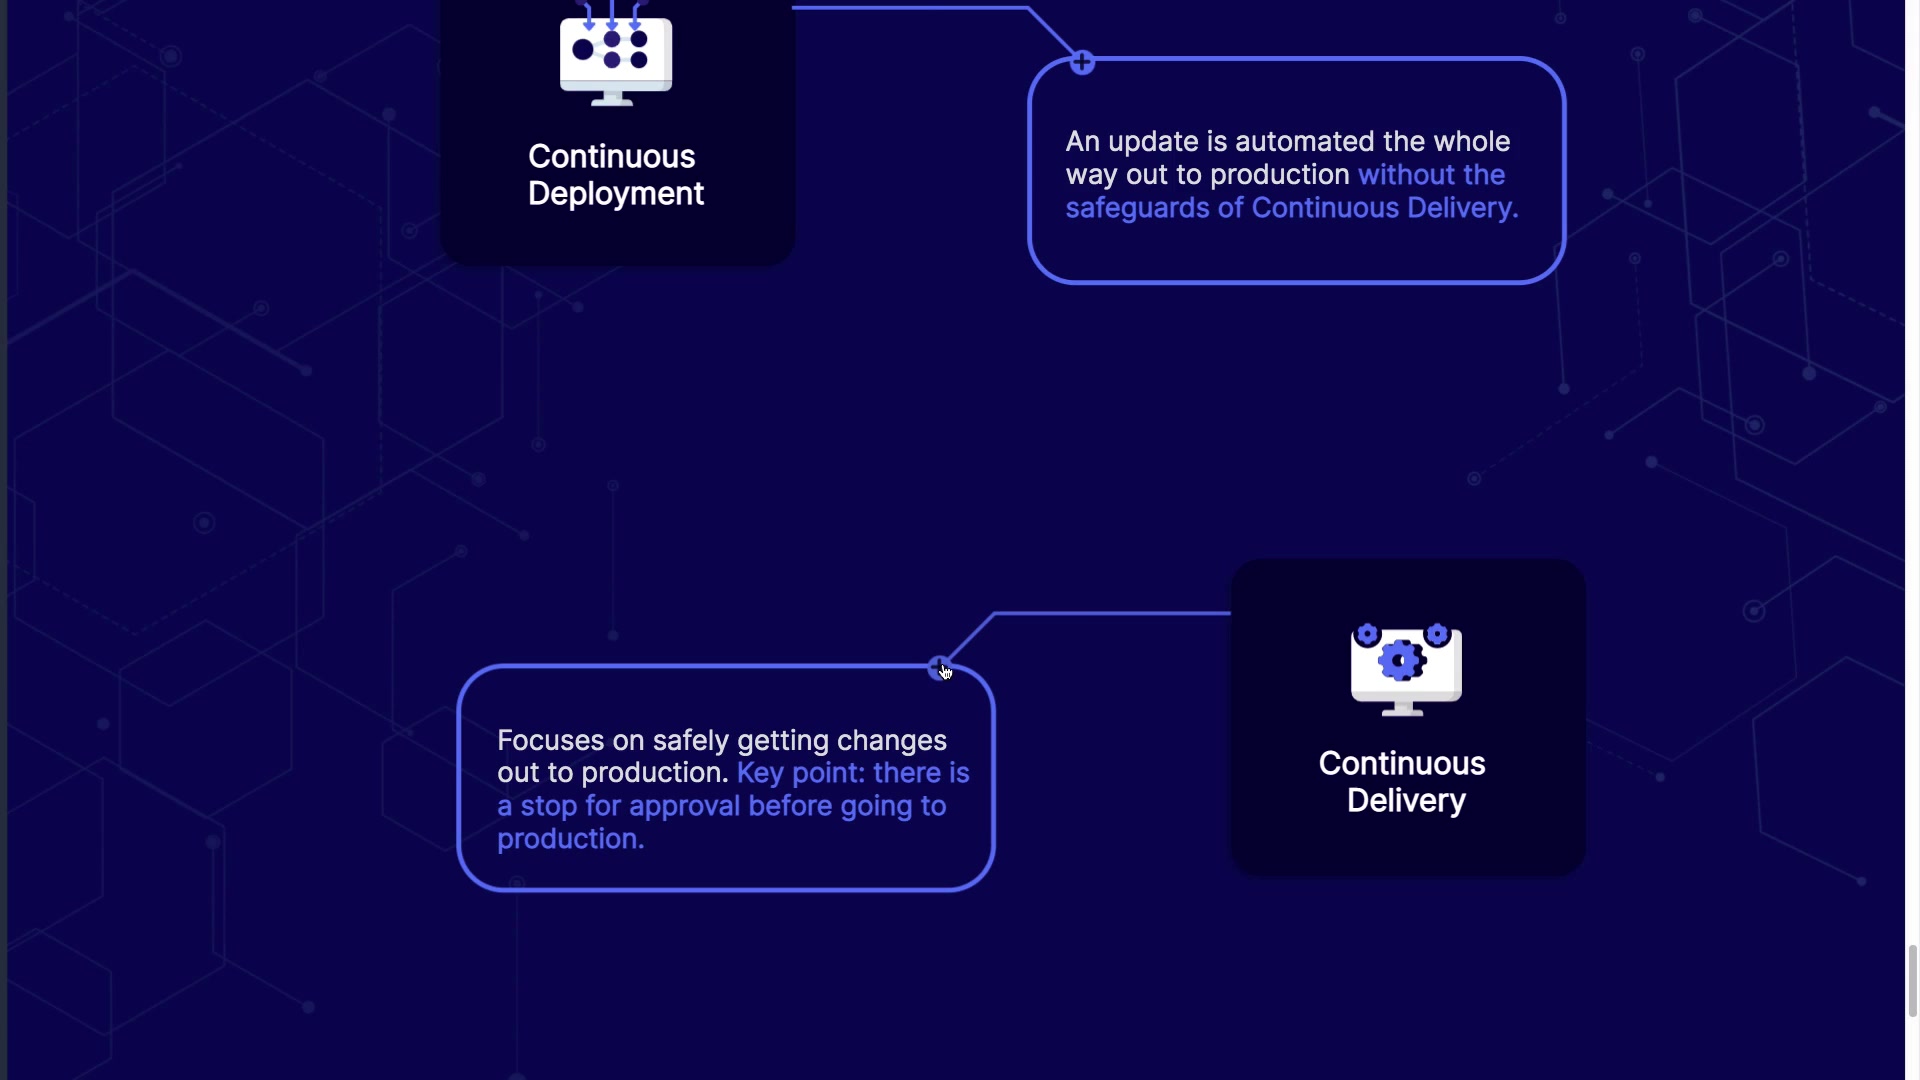 Continuous
Deployment
An update is automated the whole
way out to production without the
safeguards of Continuous Delivery.
Focuses on safely getting changes
out to production. Key point: there is
a stop for approval before going to
production.
Continuous
Delivery